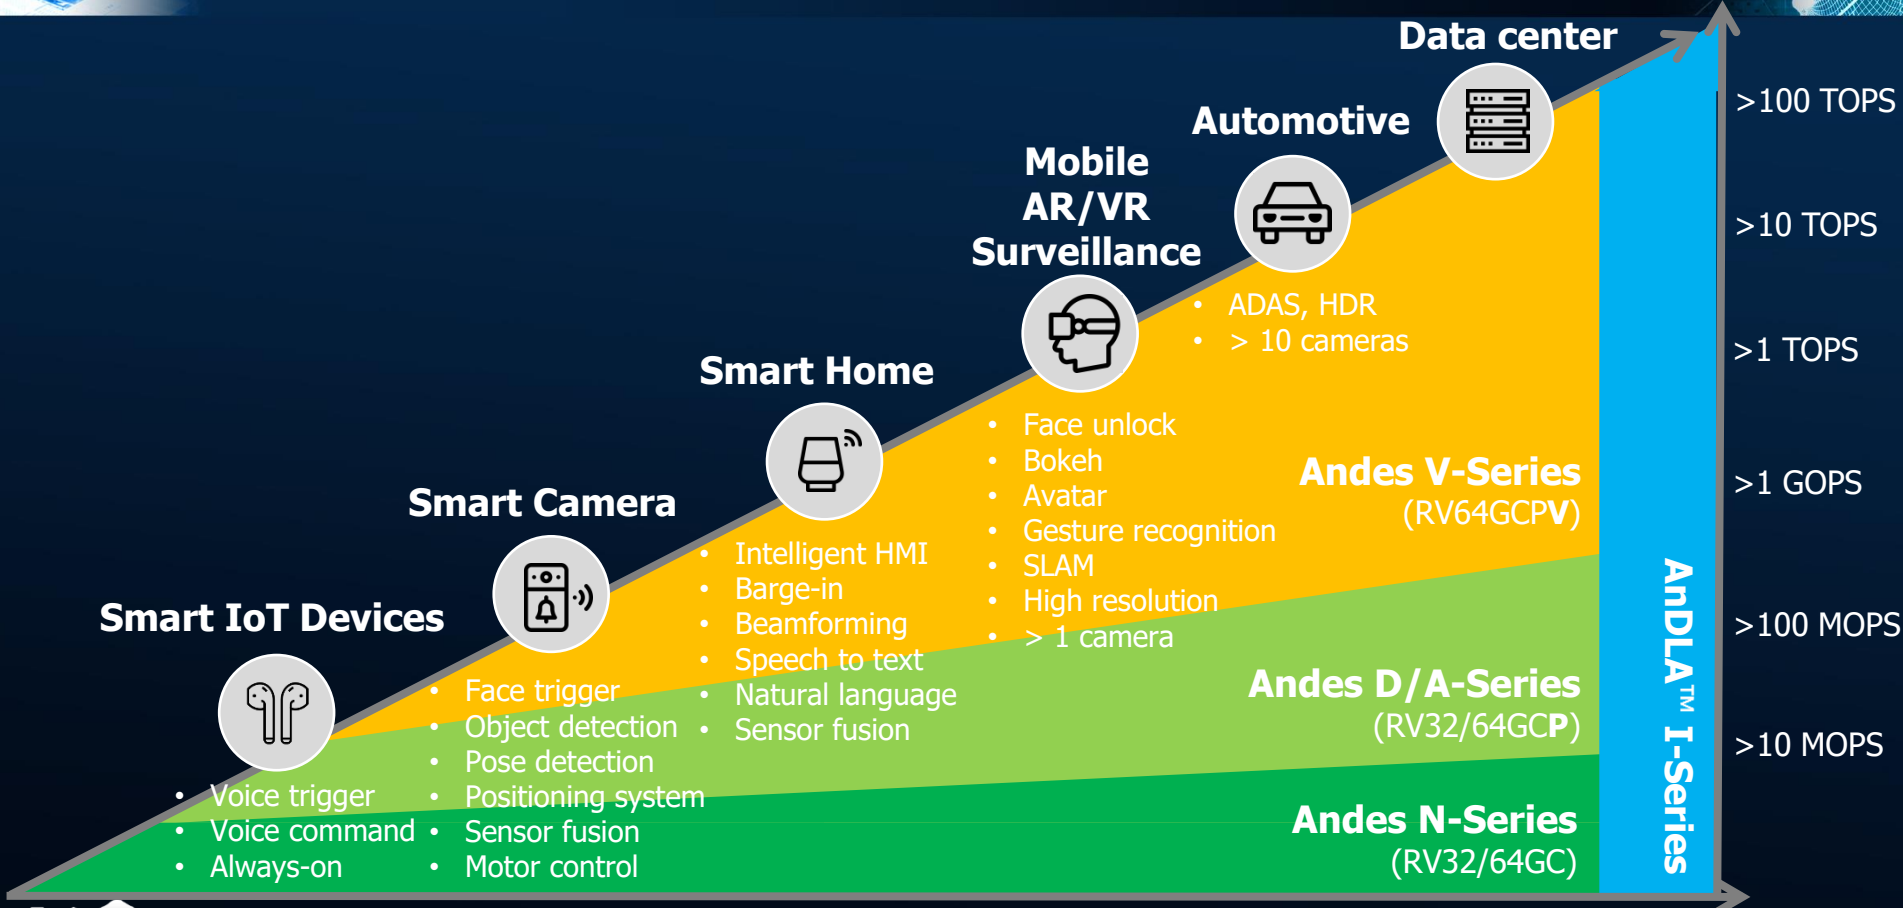 Data center
Automotive
Mobile
AR/VR
Surveillance
• ADAS, HDR
• > 10 cameras
Smart Home
• Face unlock
• Bokeh
• Avatar
• Gesture recognition
• SLAM
• High resolution
• > 1 camera
Smart Camera
• Intelligent HMI
• Barge-in
• Beamforming
• Speech to text
• Natural language
• Sensor fusion
Smart IoT Devices
• Face trigger
• Object detection
• Pose detection
• Positioning system
• Sensor fusion
• Motor control
• Voice trigger
• Voice command
• Always-on
Andes V-Series
(RV64GCPV)
Andes D/A-Series
(RV32/64GCP)
Andes N-Series
(RV32/64GC)
AnDLA™ I-Series
>100 TOPS
>10 TOPS
>1 TOPS
>1 GOPS
>100 MOPS
>10 MOPS